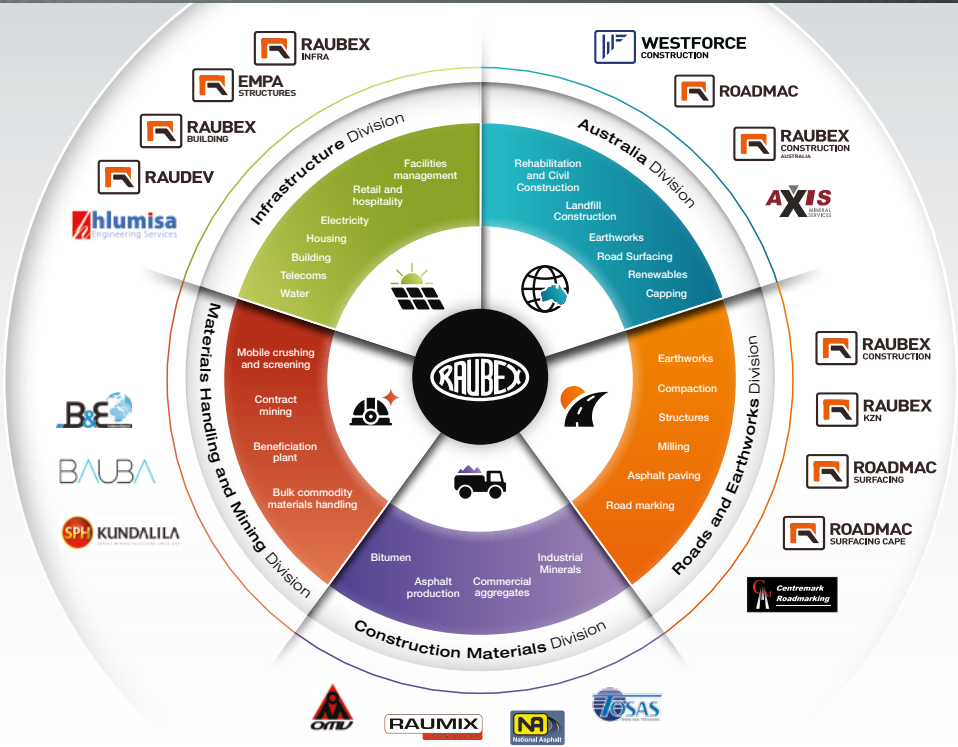 RAUBEX
INFRA
EMPA
STRUCTURES
RAUBEX
BUILDING
RAUDEV
hlumisa
Engineering Services
WESTFORCE
CONSTRUCTION
ROADMAC
RAUBEX
CONSTRUCTION
AUSTRALIA
AXIS
MINERAL
SERVICES
Infrastructure Division
Facilities
management
Retail and
hospitality
Electricity
Housing
Building
Telecoms
Water
Australia Division
Rehabilitation
and Civil
Construction
Landfill
Construction
Earthworks
Road Surfacing
Renewables
Capping
RAUBEX
Materials Handling and Mining Division
Mobile crushing
and screening
Contract
mining
Beneficiation
plant
Bulk commodity
materials handling
B&E
BAUBA
SPH KUNDALILA
Roads and Earthworks Division
Earthworks
Compaction
Structures
Milling
Asphalt paving
Road marking
RAUBEX
CONSTRUCTION
RAUBEX
KZN
ROADMAC
SURFACING
ROADMAC
SURFACING CAPE
Centremark
Roadmarking
Construction Materials Division
Bitumen
Asphalt
production
Commercial
aggregates
Industrial
Minerals
OMV
RAUMIX
NA
National Asphalt
TOSAS